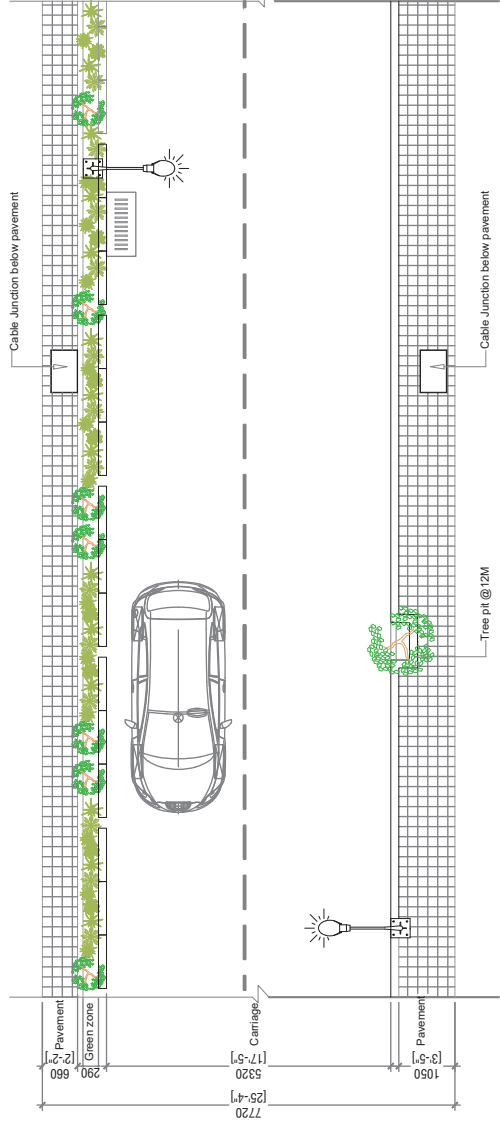 Cable Junction below pavement
Cable Junction below pavement
Tree pit @12M
Pavement
[2'-2"]
660
Green zone
290
Carriage
[17'-5"]
5320
Pavement
[3'-5"]
1050
[25'-4"]
7720